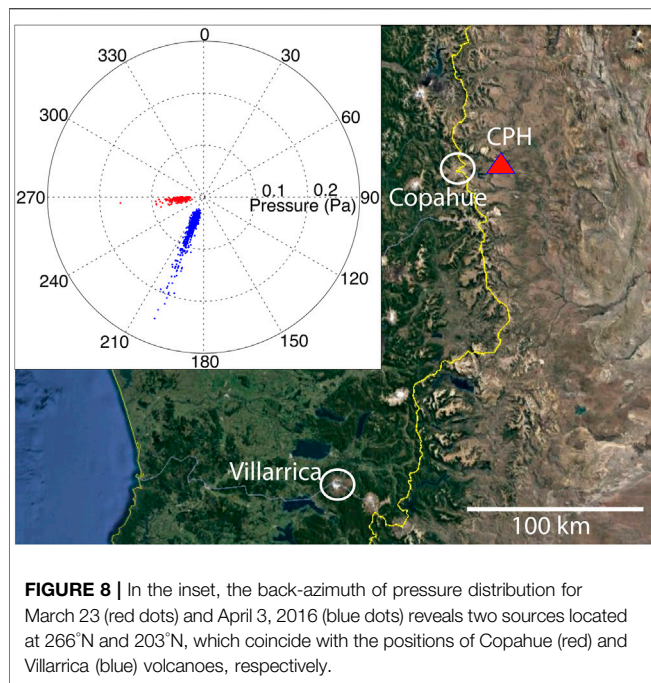 0
330
30
300
60
270
0.1
0.2
90
Pressure (Pa)
240
120
210
150
180
CPH
Copahue
Villarrica
100 km
FIGURE 8 | In the inset, the back-azimuth of pressure distribution for
March 23 (red dots) and April 3, 2016 (blue dots) reveals two sources located
at 266°N and 203°N, which coincide with the positions of Copahue (red) and
Villarrica (blue) volcanoes, respectively.